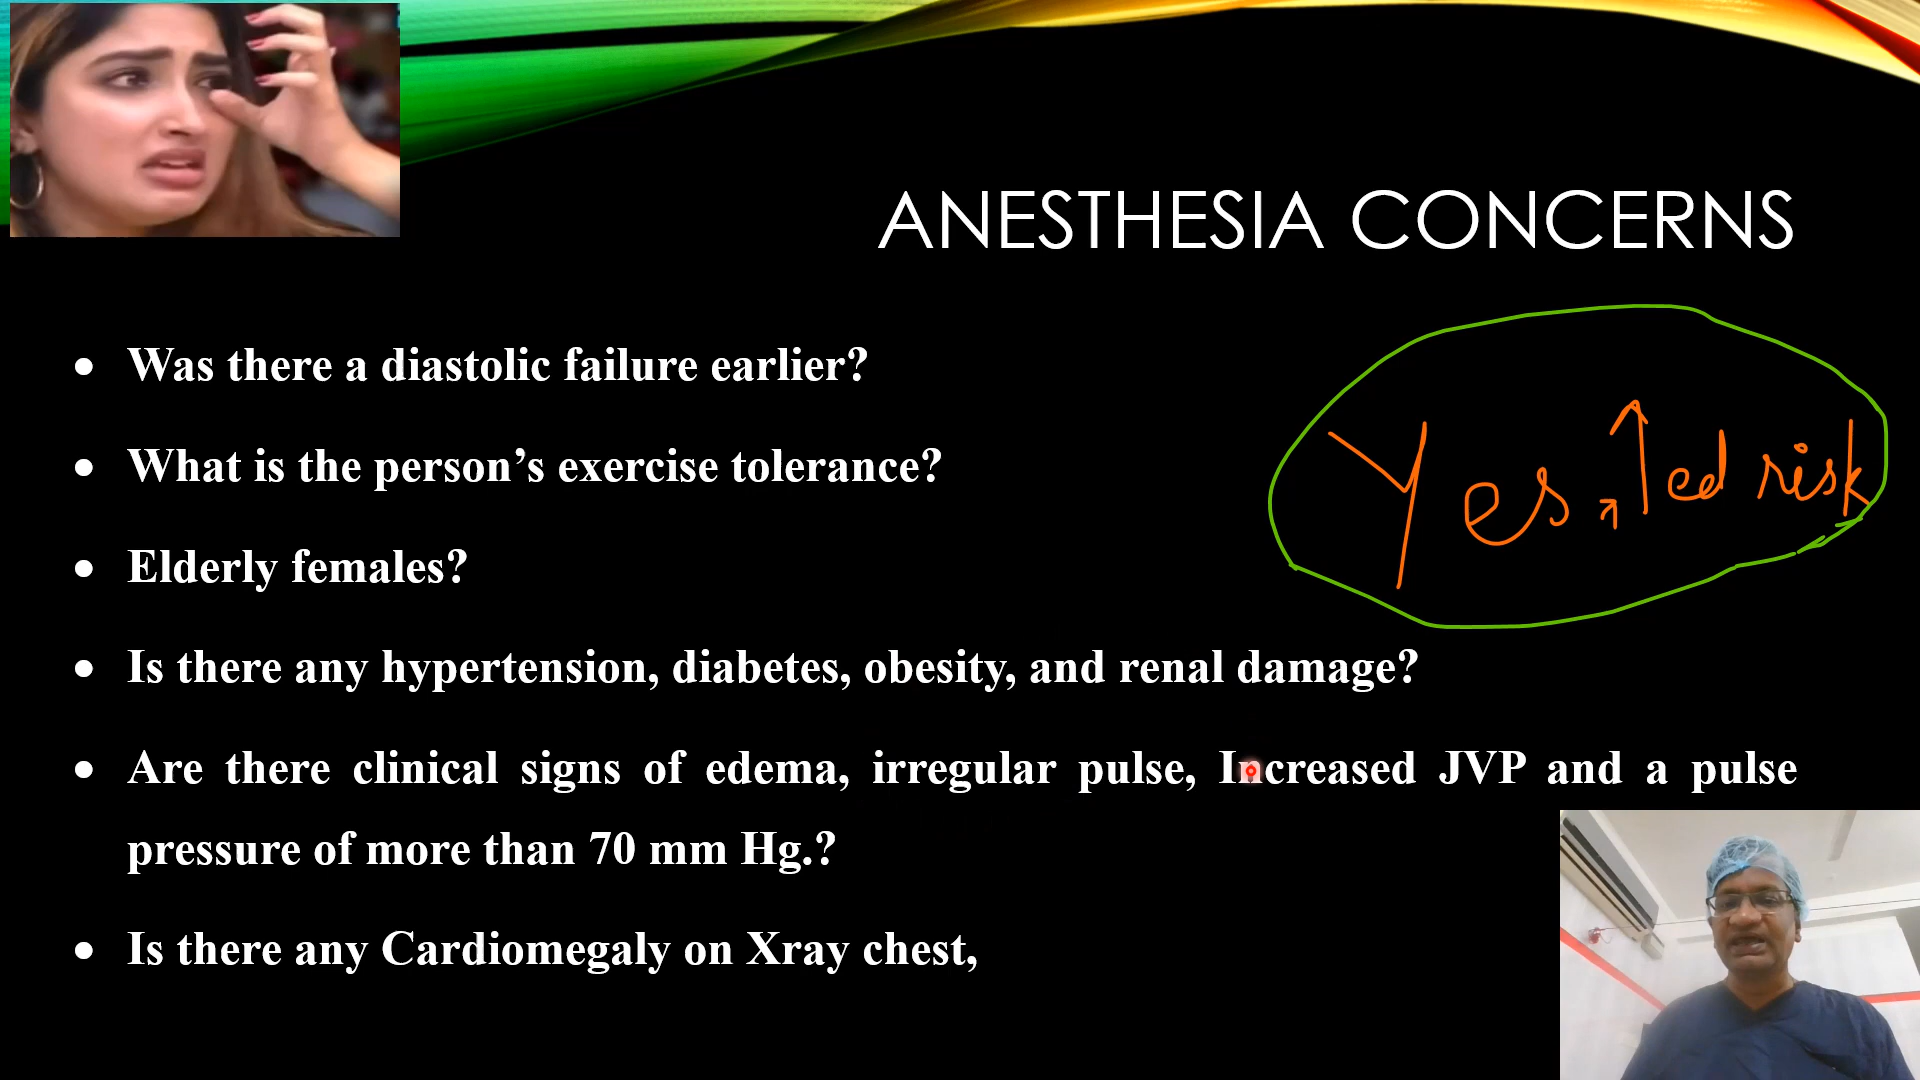 ANESTHESIA CONCERNS
• Was there a diastolic failure earlier?
• What is the person’s exercise tolerance?
Yes, ↑ed risk
• Elderly females?
• Is there any hypertension, diabetes, obesity, and renal damage?
• Are there clinical signs of edema, irregular pulse, Increased JVP and a pulse
pressure of more than 70 mm Hg.?
• Is there any Cardiomegaly on Xray chest,